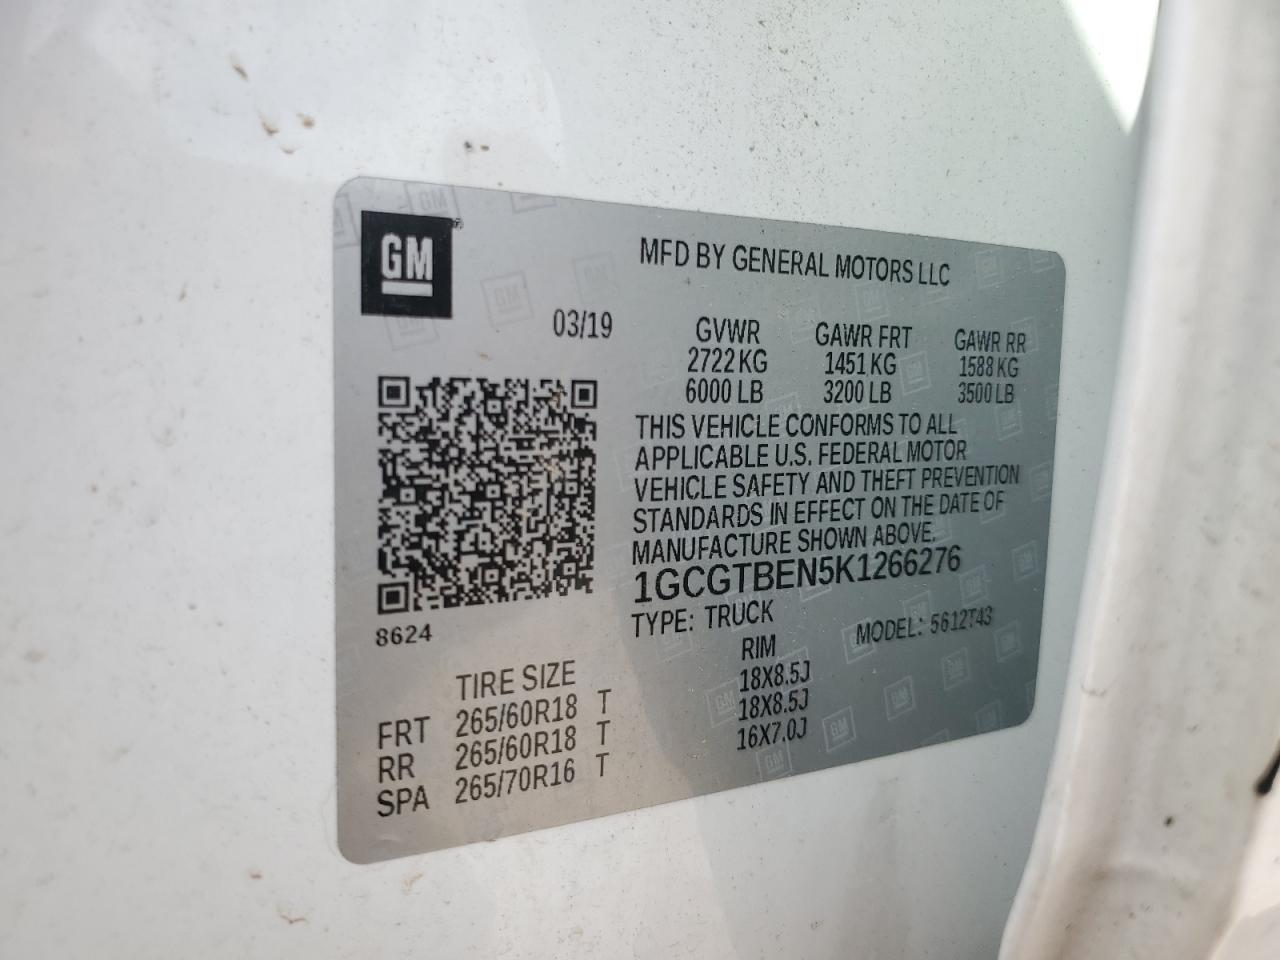 GM
MFD BY GENERAL MOTORS LLC
03/19
GVWR GAWR FRT GAWR RR
2722 KG 1451 KG 1588 KG
6000 LB 3200 LB 3500 LB
THIS VEHICLE CONFORMS TO ALL
APPLICABLE U.S. FEDERAL MOTOR
VEHICLE SAFETY AND THEFT PREVENTION
STANDARDS IN EFFECT ON THE DATE OF
MANUFACTURE SHOWN ABOVE.
1GCGTBEN5K1266276
TYPE: TRUCK MODEL: 5612T43
8624
TIRE SIZE RIM
FRT 265/60R18 T 18X8.5J
RR 265/60R18 T 18X8.5J
SPA 265/70R16 T 16X7.0J